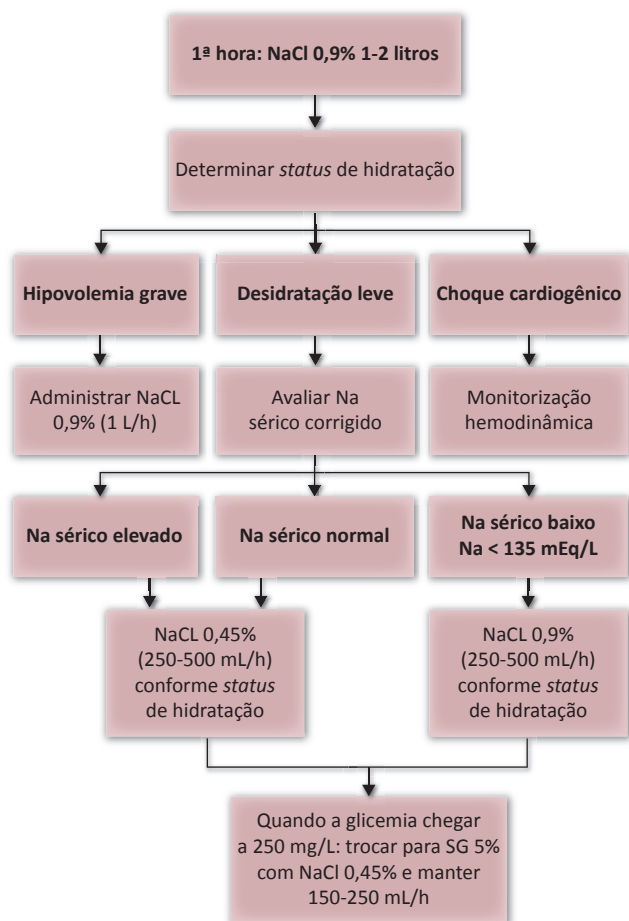 1ª hora: NaCl 0,9% 1-2 litros
Determinar status de hidratação
Hipovolemia grave
Desidratação leve
Choque cardiogênico
Administrar NaCL
0,9% (1 L/h)
Avaliar Na
sérico corrigido
Monitorização
hemodinâmica
Na sérico elevado
Na sérico normal
Na sérico baixo
Na < 135 mEq/L
NaCL 0,45%
(250-500 mL/h)
conforme status
de hidratação
NaCL 0,9%
(250-500 mL/h)
conforme status
de hidratação
Quando a glicemia chegar
a 250 mg/L: trocar para SG 5%
com NaCl 0,45% e manter
150-250 mL/h